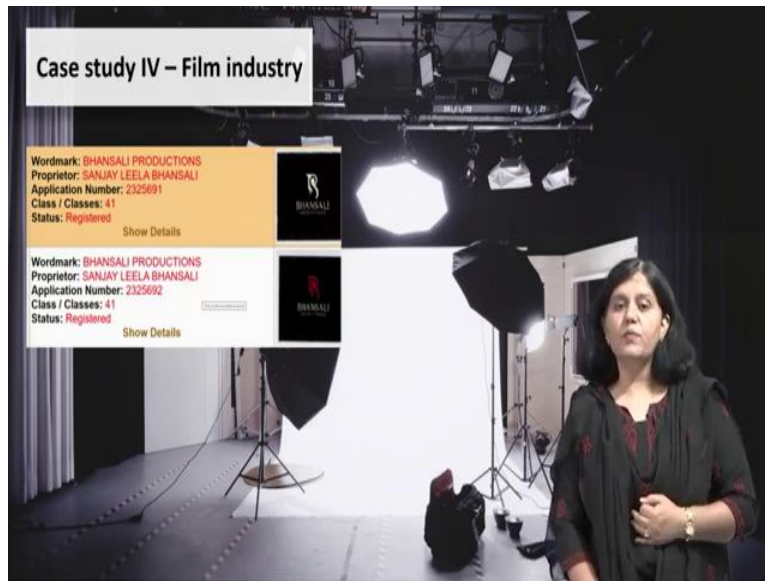 Case study IV – Film industry
Wordmark: BHANSALI PRODUCTIONS
Proprietor: SANJAY LEELA BHANSALI
Application Number: 2325691
Class / Classes: 41
Status: Registered
Show Details
BHANSALI
Wordmark: BHANSALI PRODUCTIONS
Proprietor: SANJAY LEELA BHANSALI
Application Number: 2325692
Class / Classes: 41
Status: Registered
Show Details
BHANSALI